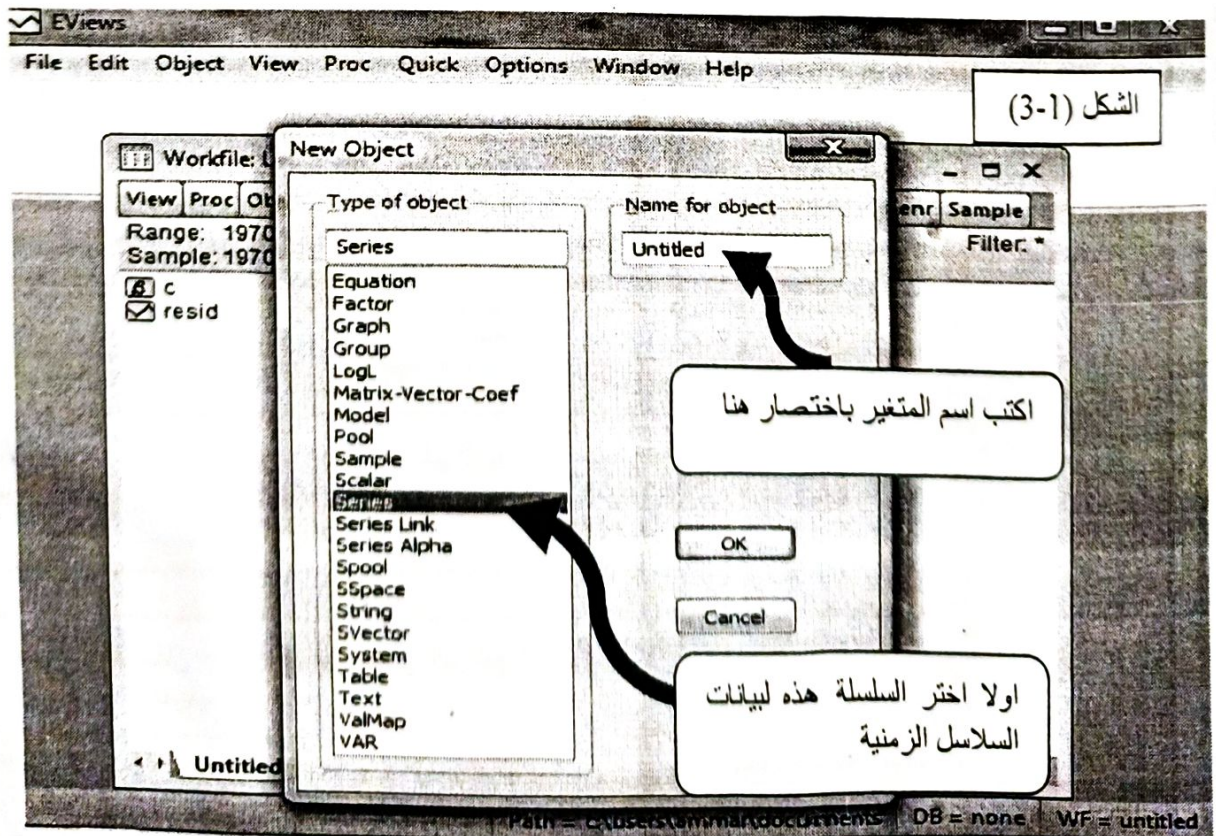 EViews
File Edit Object View Proc Quick Options Window Help
الشكل (1-3)
Workfile:
New Object
View Proc
Type of object
Name for object
Sample
Range: 1970
Sample: 1970
Series
Untitled
Filter: *
c
resid
Equation
Factor
Graph
Group
LogL
Matrix-Vector-Coef
Model
Pool
Sample
Scalar
Series
Series Link
Series Alpha
Spool
SSpace
String
SVector
System
Table
Text
ValMap
VAR
اكتب اسم المتغير باختصار هنا
OK
Cancel
اولا اختر السلسلة هذه لبيانات
السلاسل الزمنية
Untitled
Path = c:\users\ammar\documents DB = none WF = untitled